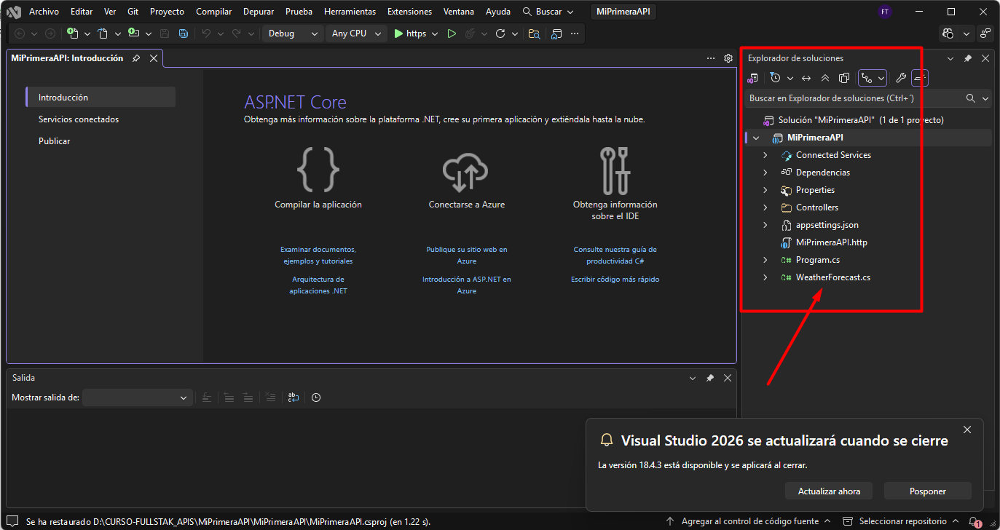 Archivo Editar Ver Git Proyecto Compilar Depurar Prueba Herramientas Extensiones Ventana Ayuda Buscar MiPrimeraAPI FT
Debug Any CPU https
MiPrimeraAPI: Introducción
Introducción
Servicios conectados
Publicar
ASP.NET Core
Obtenga más información sobre la plataforma .NET, cree su primera aplicación y extiéndala hasta la nube.
Compilar la aplicación
Examinar documentos,
ejemplos y tutoriales
Arquitectura de
aplicaciones .NET
Conectarse a Azure
Publique su sitio web en
Azure
Introducción a ASP.NET en
Azure
Obtenga información
sobre el IDE
Consulte nuestra guía de
productividad C#
Escribir código más rápido
Explorador de soluciones
Buscar en Explorador de soluciones (Ctrl+´)
Solución "MiPrimeraAPI" (1 de 1 proyecto)
MiPrimeraAPI
Connected Services
Dependencias
Properties
Controllers
appsettings.json
MiPrimeraAPI.http
C# Program.cs
C# WeatherForecast.cs
Salida
Mostrar salida de:
Visual Studio 2026 se actualizará cuando se cierre
La versión 18.4.3 está disponible y se aplicará al cerrar.
Actualizar ahora Posponer
Se ha restaurado D:\CURSO-FULLSTAK_APIS\MiPrimeraAPI\MiPrimeraAPI\MiPrimeraAPI.csproj (en 1.22 s). Agregar al control de código fuente Seleccionar repositorio 1